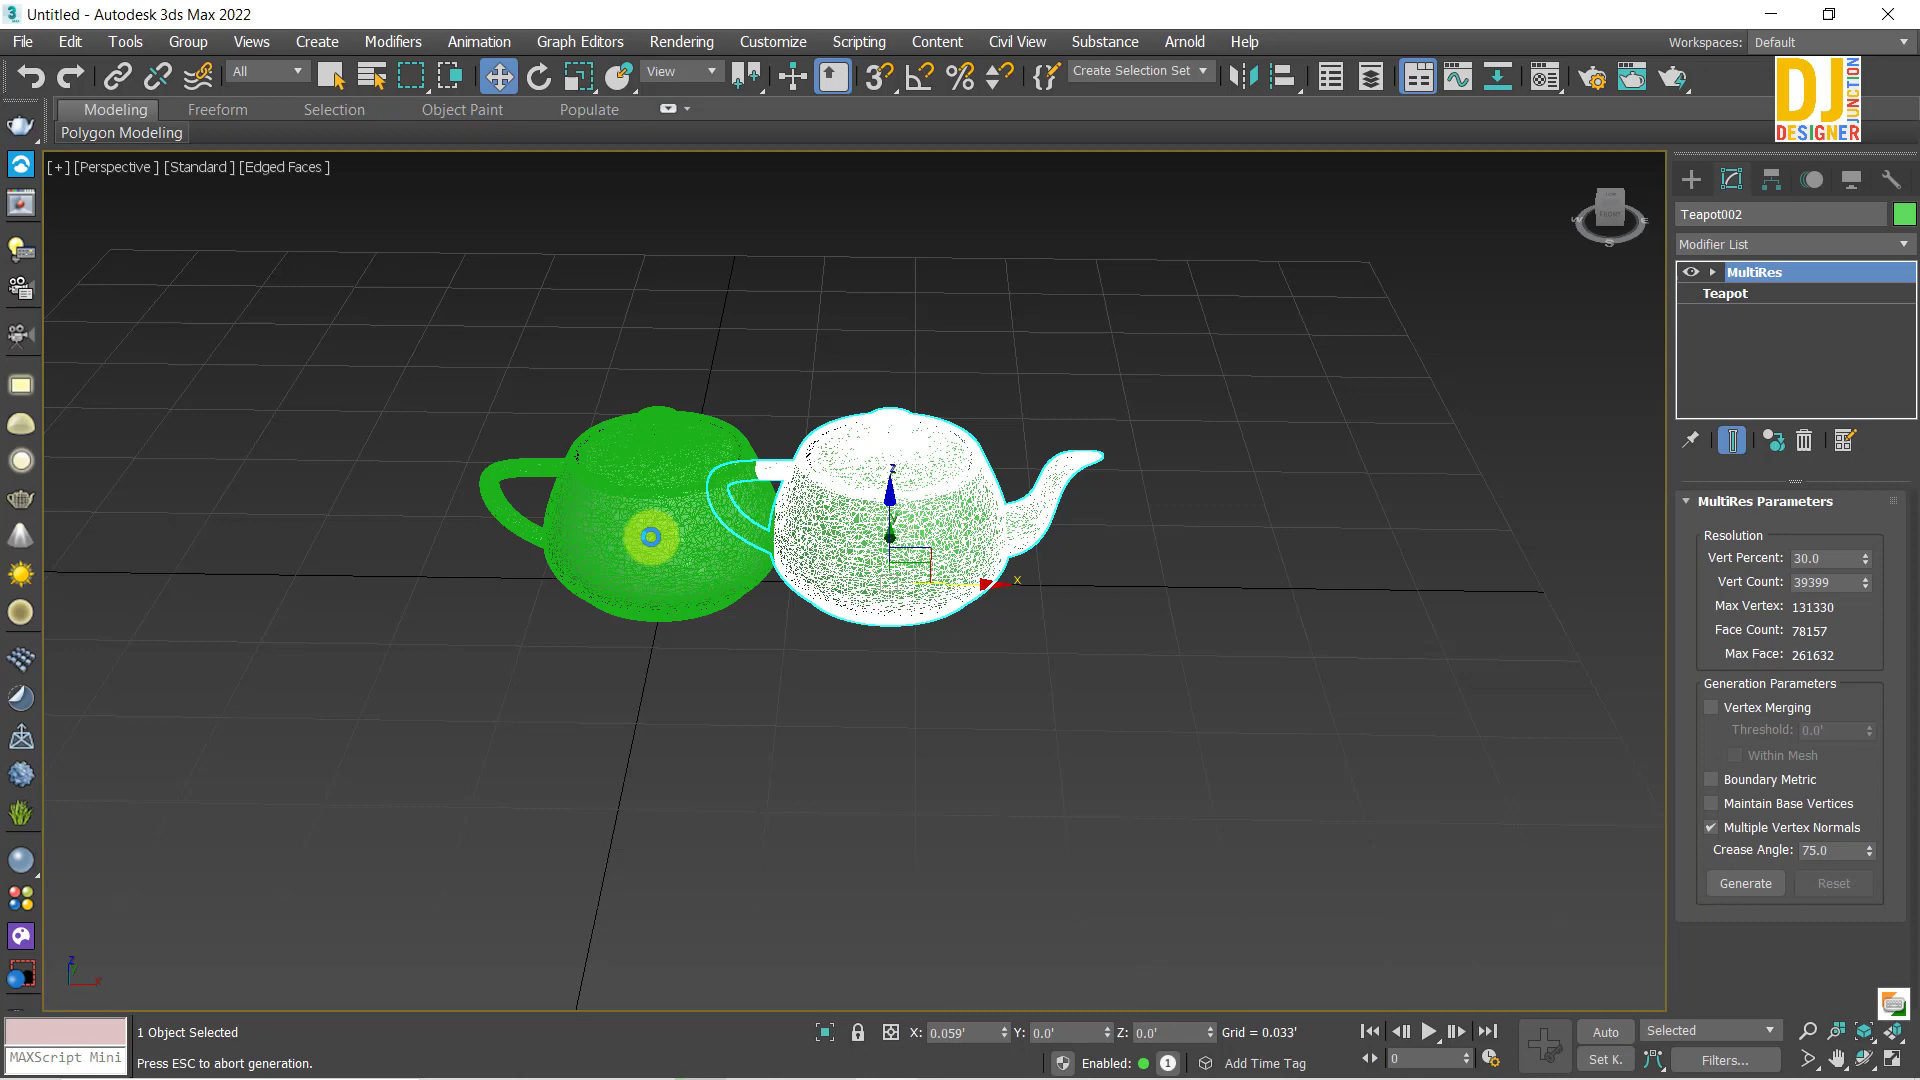 Untitled - Autodesk 3ds Max 2022
File Edit Tools Group Views Create Modifiers Animation Graph Editors Rendering Customize Scripting Content Civil View Substance Arnold Help
Workspaces: Default
All
View
Create Selection Set
DJ
DESIGNER
JUNCTION
Modeling Freeform Selection Object Paint Populate
Polygon Modeling
[+] [Perspective ] [Standard ] [Edged Faces ]
FRONT
S
Teapot002
Modifier List
MultiRes
Teapot
z
x
MultiRes Parameters
Resolution
Vert Percent: 30.0
Vert Count: 39399
Max Vertex: 131330
Face Count: 78157
Max Face: 261632
Generation Parameters
Vertex Merging
Threshold: 0.0'
Within Mesh
Boundary Metric
Maintain Base Vertices
Multiple Vertex Normals
Crease Angle: 75.0
Generate Reset
z
x
1 Object Selected
X: 0.059' Y: 0.0' Z: 0.0' Grid = 0.033'
Auto Selected
MAXScript Mini
Press ESC to abort generation.
Enabled: 1 Add Time Tag
0
Set K. Filters...